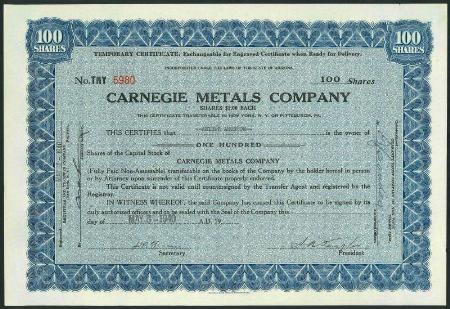 100 SHARES
100 SHARES
TEMPORARY CERTIFICATE. Exchangeable for Engraved Certificate when Ready for Delivery.
INCORPORATED UNDER THE LAWS OF THE STATE OF ARIZONA.
No. TNY 5980
100 Shares
CARNEGIE METALS COMPANY
SHARES $1.00 EACH
THIS CERTIFICATE TRANSFERABLE IN NEW YORK, N. Y. OR PITTSBURGH, PA.
THIS CERTIFIES that is the owner of
ONE HUNDRED
Shares of the Capital Stock of
CARNEGIE METALS COMPANY
(Fully Paid Non-Assessable) transferable on the books of the Company by the holder hereof in person
or by Attorney upon surrender of this Certificate properly endorsed.
This Certificate is not valid until countersigned by the Transfer Agent and registered by the
Registrar.
IN WITNESS WHEREOF, the said Company has caused this Certificate to be signed by its
duly authorized officers and to be sealed with the Seal of the Company this
day of A.D. 19
Secretary
President